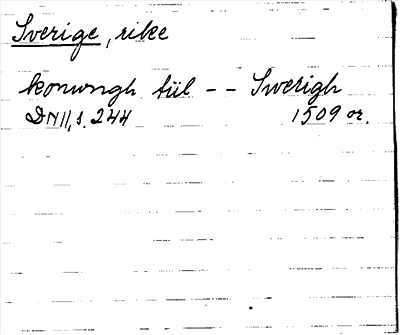 Sverige, rike
konungh tiil -- Swerigh
DN II, s. 244 1509 or.